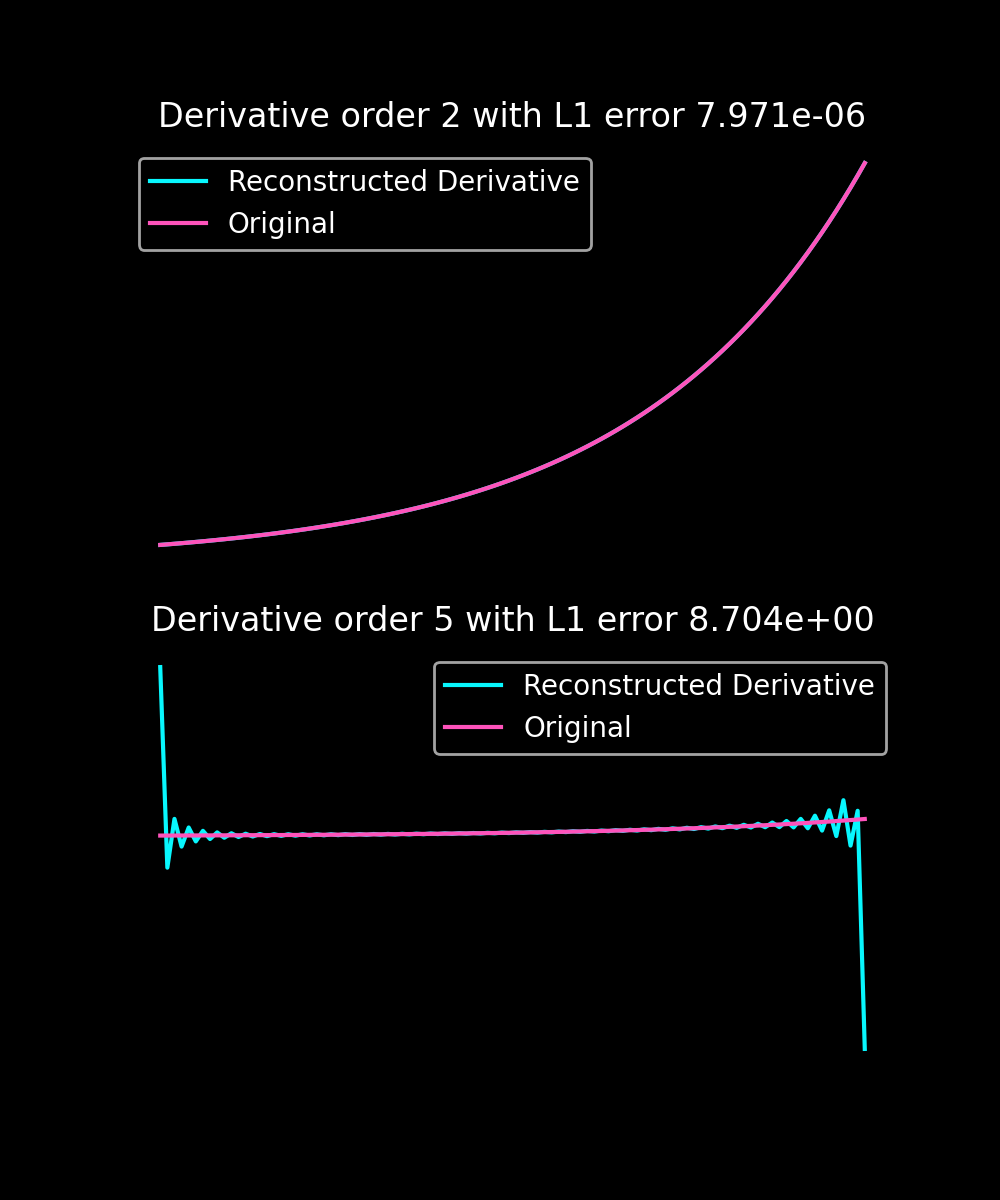 Derivative order 2 with L1 error 7.971e-06
Reconstructed Derivative
Original
Derivative order 5 with L1 error 8.704e+00
Reconstructed Derivative
Original